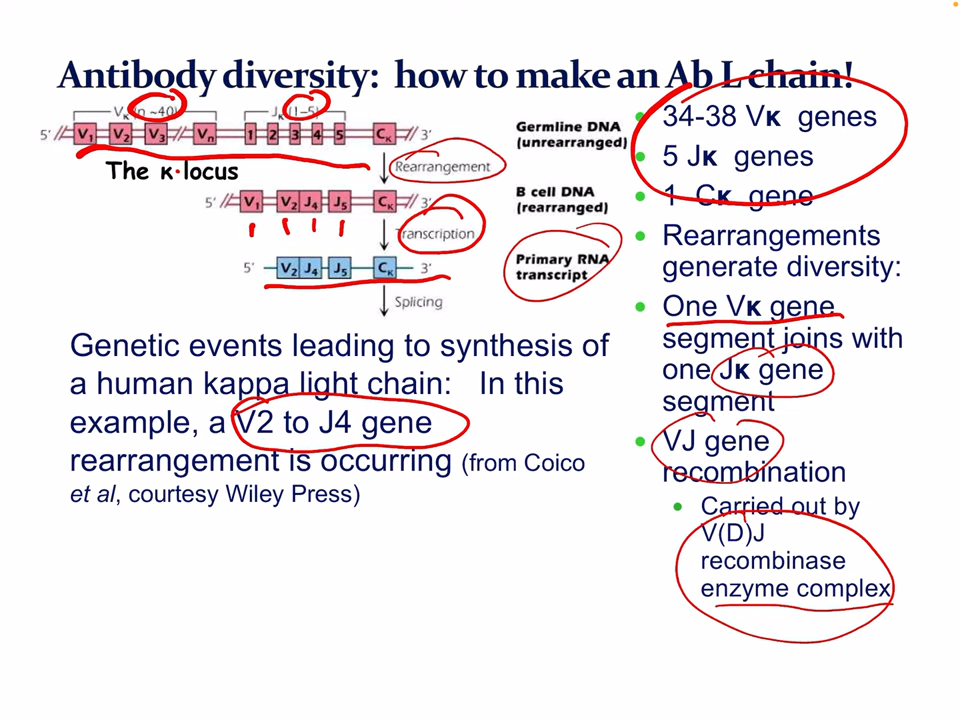 Antibody diversity: how to make an Ab L chain!
Vκ (n ~40) Jκ (1-5)
5' V1 V2 V3 Vn 1 2 3 4 5 Cκ 3'
Germline DNA
(unrearranged)
The κ locus
Rearrangement
5' V1 V2 J4 J5 Cκ 3'
B cell DNA
(rearranged)
Transcription
5' V2 J4 J5 Cκ 3'
Primary RNA
transcript
Splicing
Genetic events leading to synthesis of
a human kappa light chain: In this
example, a V2 to J4 gene
rearrangement is occurring (from Coico
et al, courtesy Wiley Press)
• 34-38 Vκ genes
• 5 Jκ genes
• 1 Cκ gene
• Rearrangements
generate diversity:
• One Vκ gene
segment joins with
one Jκ gene
segment
• VJ gene
recombination
• Carried out by
V(D)J
recombinase
enzyme complex